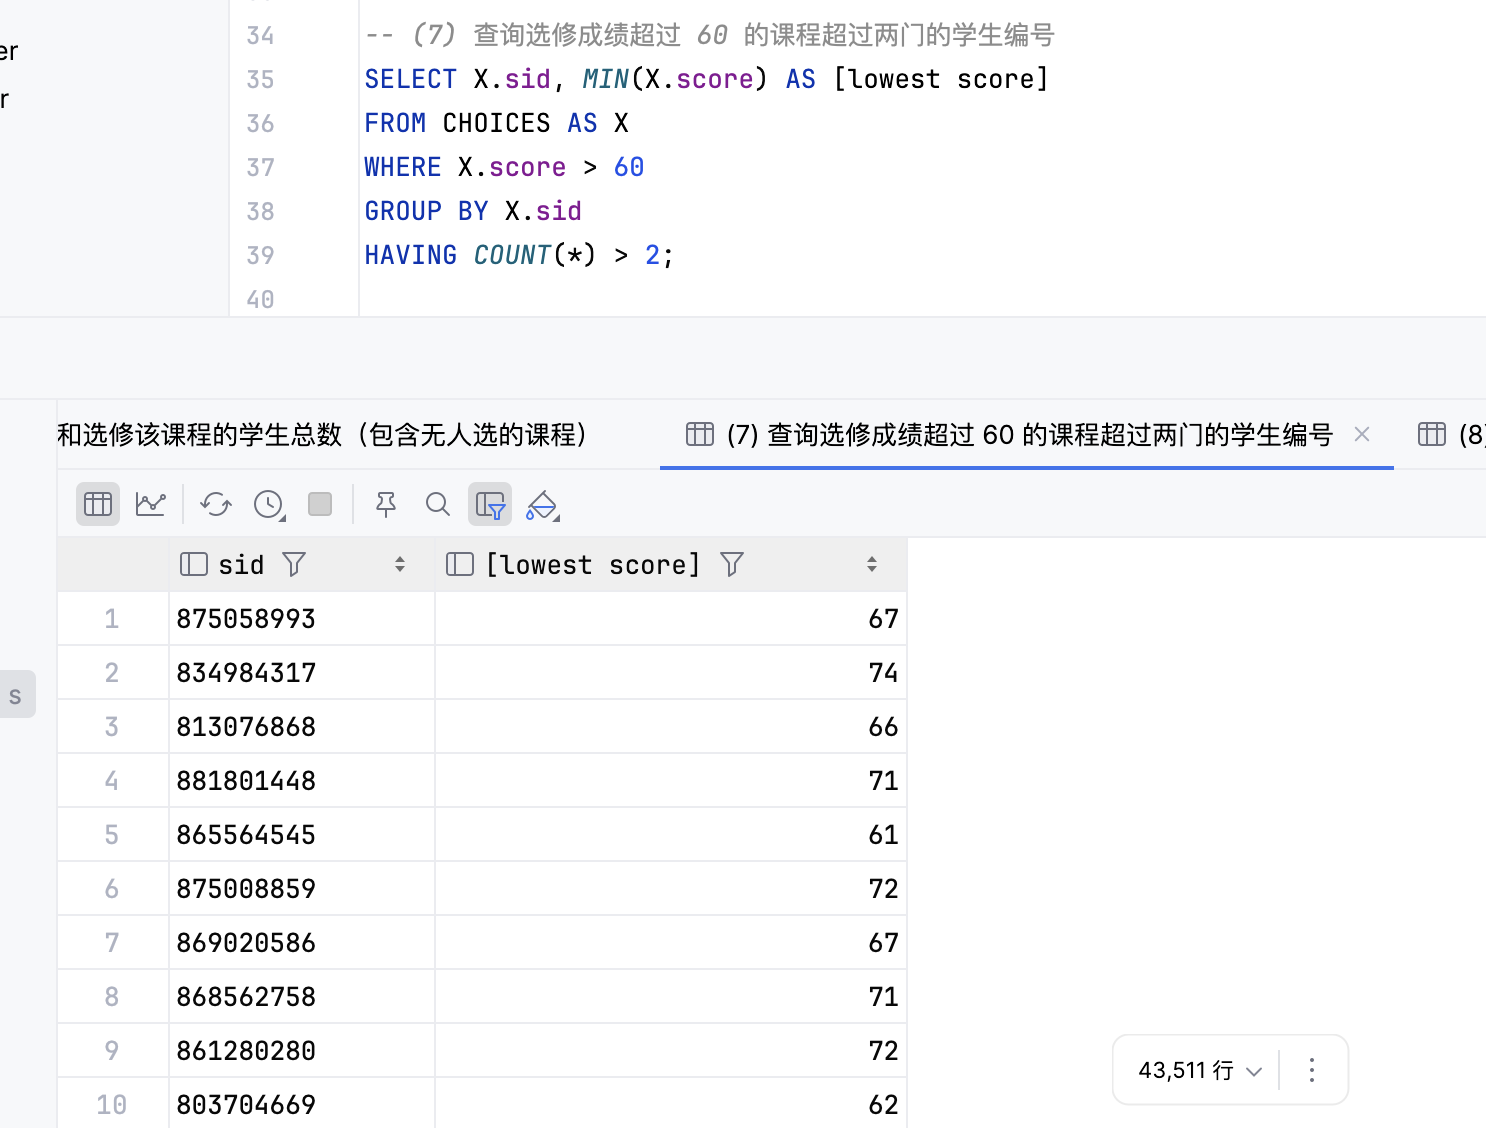 er
r
34 -- (7) 查询选修成绩超过 60 的课程超过两门的学生编号
35 SELECT X.sid, MIN(X.score) AS [lowest score]
36 FROM CHOICES AS X
37 WHERE X.score > 60
38 GROUP BY X.sid
39 HAVING COUNT(*) > 2;
40
和选修该课程的学生总数（包含无人选的课程） (7) 查询选修成绩超过 60 的课程超过两门的学生编号 (8)
sid [lowest score]
1 875058993 67
2 834984317 74
s
3 813076868 66
4 881801448 71
5 865564545 61
6 875008859 72
7 869020586 67
8 868562758 71
9 861280280 72
10 803704669 62
43,511 行